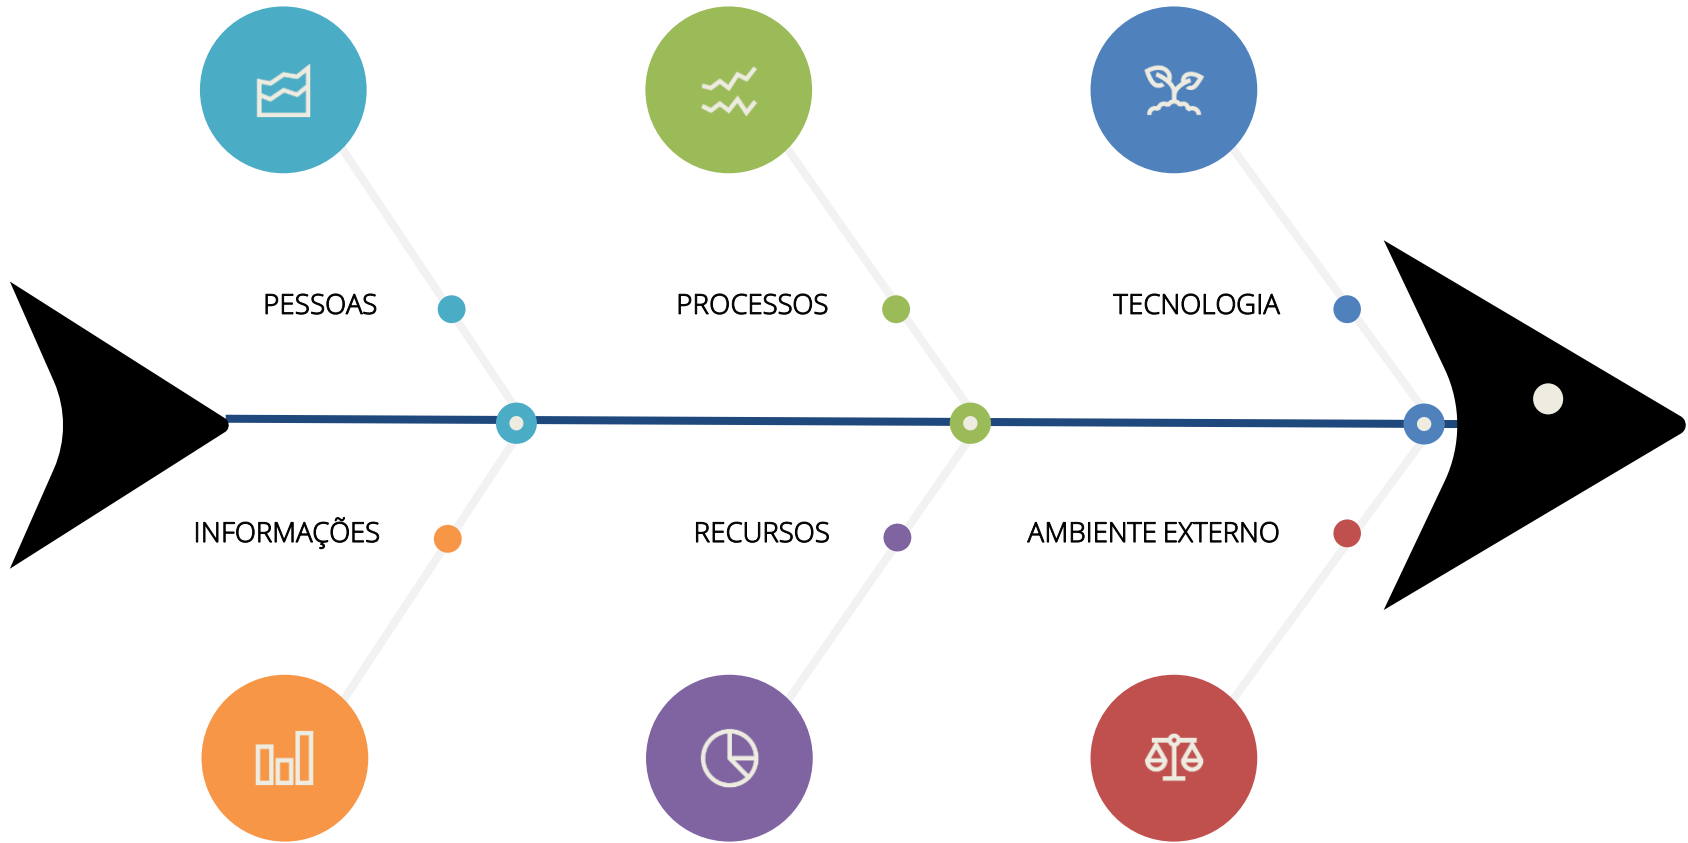 PESSOAS
PROCESSOS
TECNOLOGIA
INFORMAÇÕES
RECURSOS
AMBIENTE EXTERNO